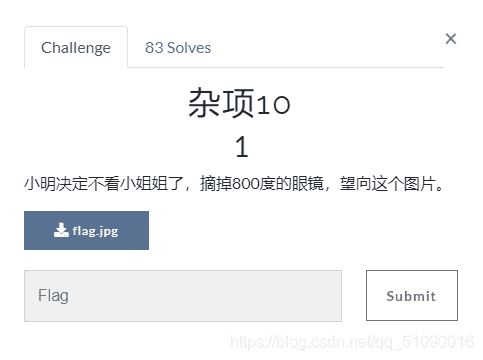 Challenge
83 Solves
×
杂项10
1
小明决定不看小姐姐了，摘掉800度的眼镜，望向这个图片。
flag.jpg
Flag
Submit
https://blog.csdn.net/qq_51090016